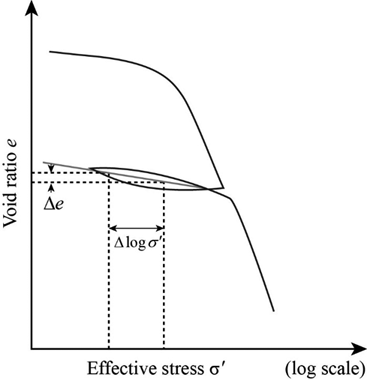 Void ratio e
Δe
Δ log σ′
Effective stress σ′
(log scale)